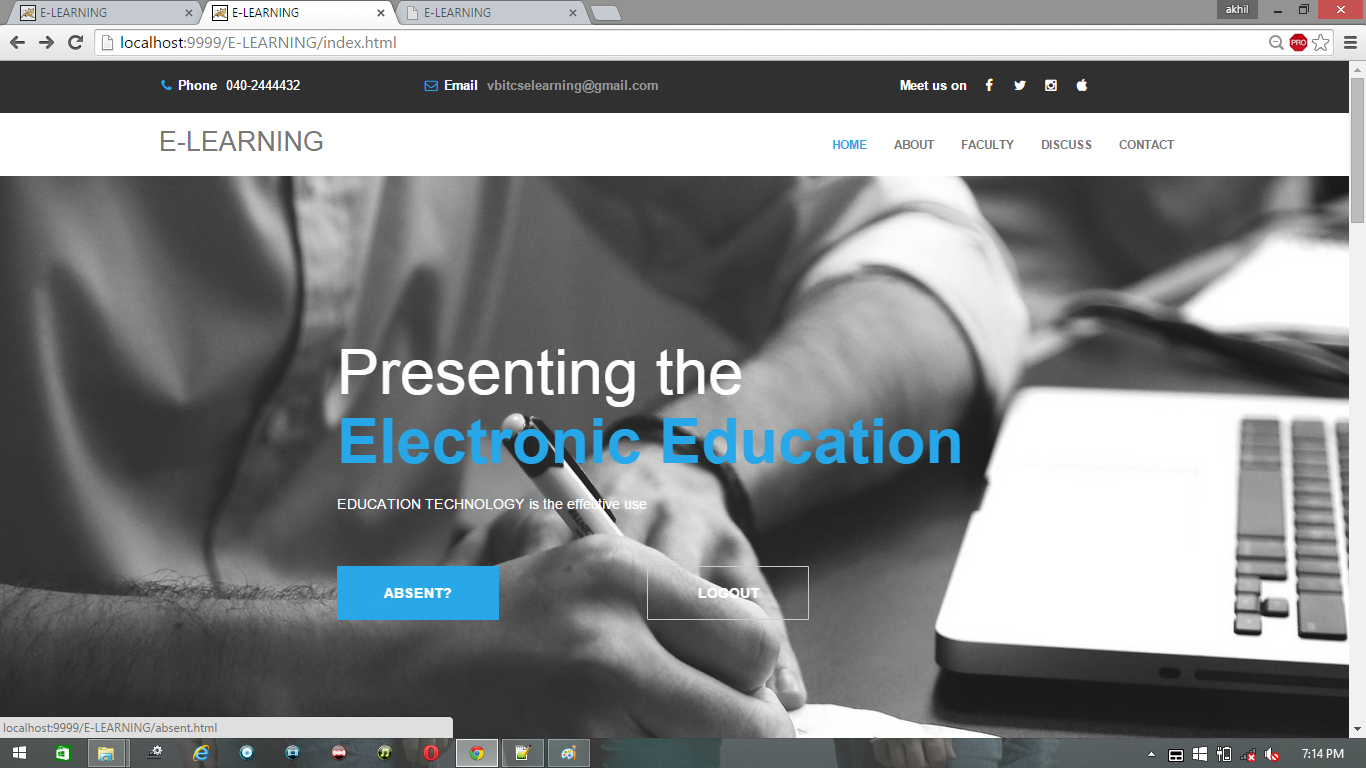 E-LEARNING
E-LEARNING
E-LEARNING
akhil
localhost:9999/E-LEARNING/index.html
PRO
Phone 040-2444432 Email vbitcselearning@gmail.com Meet us on
E-LEARNING
HOME ABOUT FACULTY DISCUSS CONTACT
Presenting the
Electronic Education
EDUCATION TECHNOLOGY is the effective use
ABSENT? LOGOUT
localhost:9999/E-LEARNING/absent.html
7:14 PM